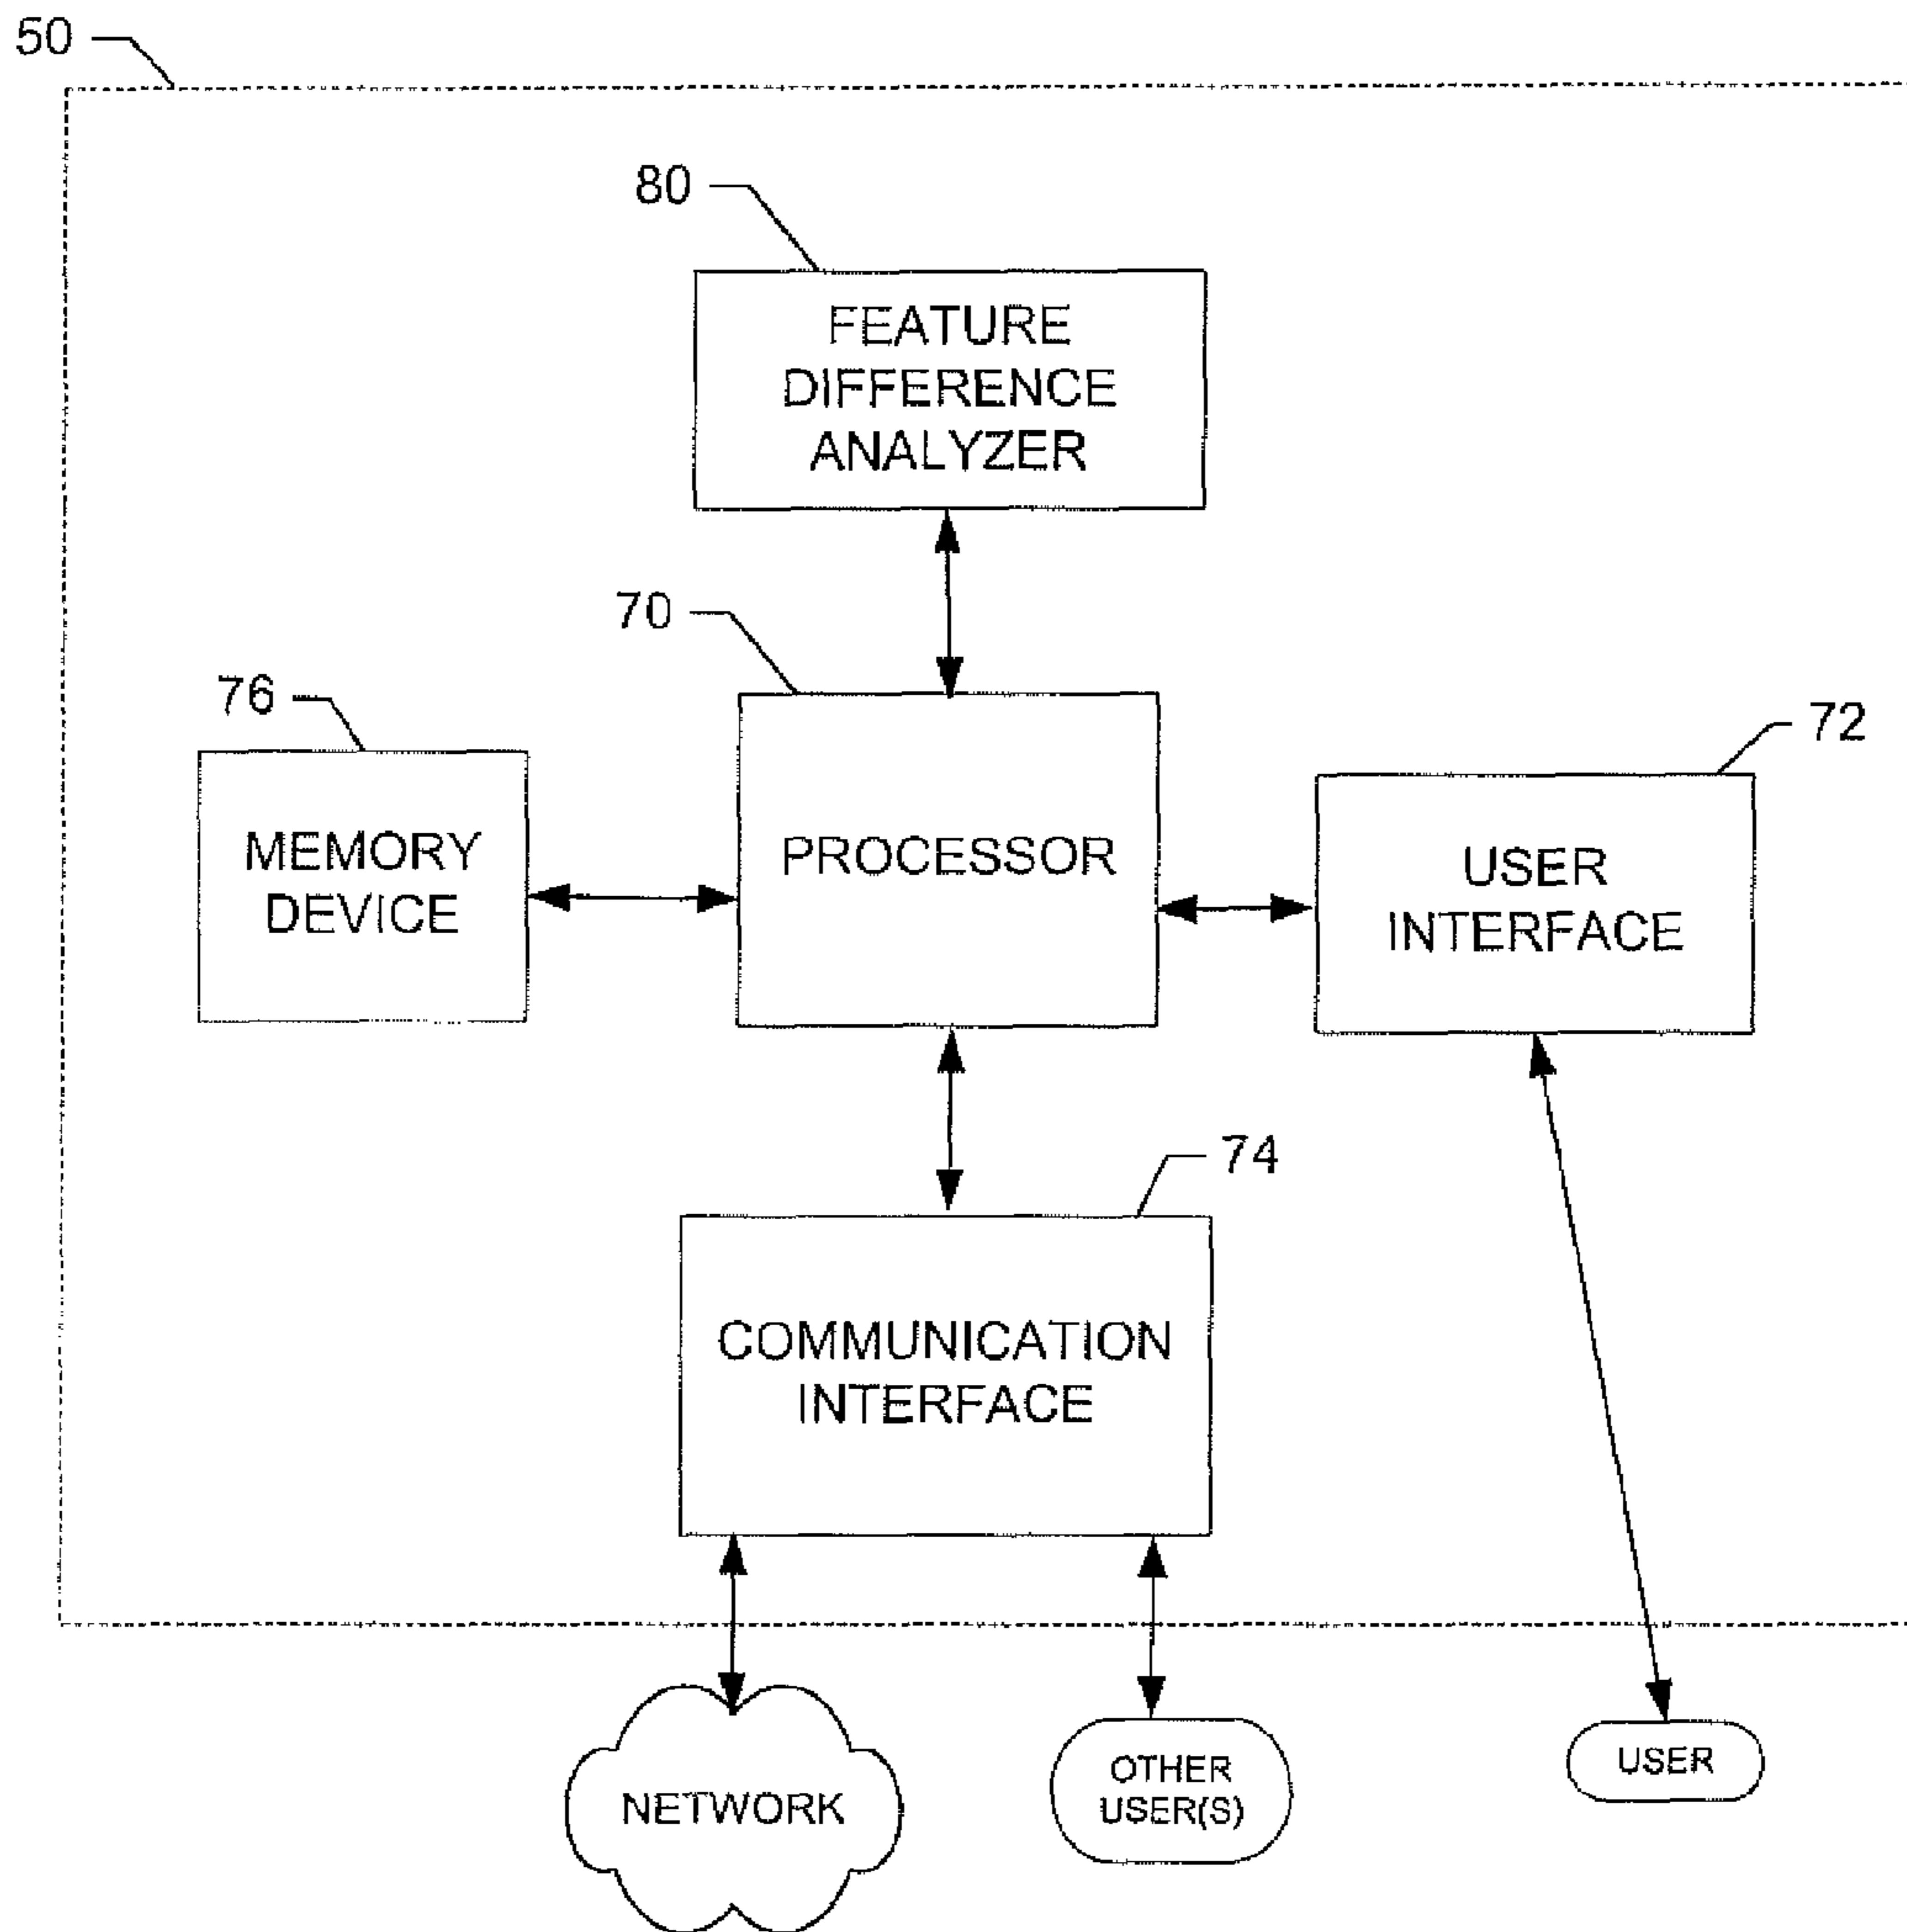 50
80
FEATURE
DIFFERENCE
ANALYZER
70
76
72
MEMORY
DEVICE
PROCESSOR
USER
INTERFACE
74
COMMUNICATION
INTERFACE
NETWORK
OTHER
USER(S)
USER